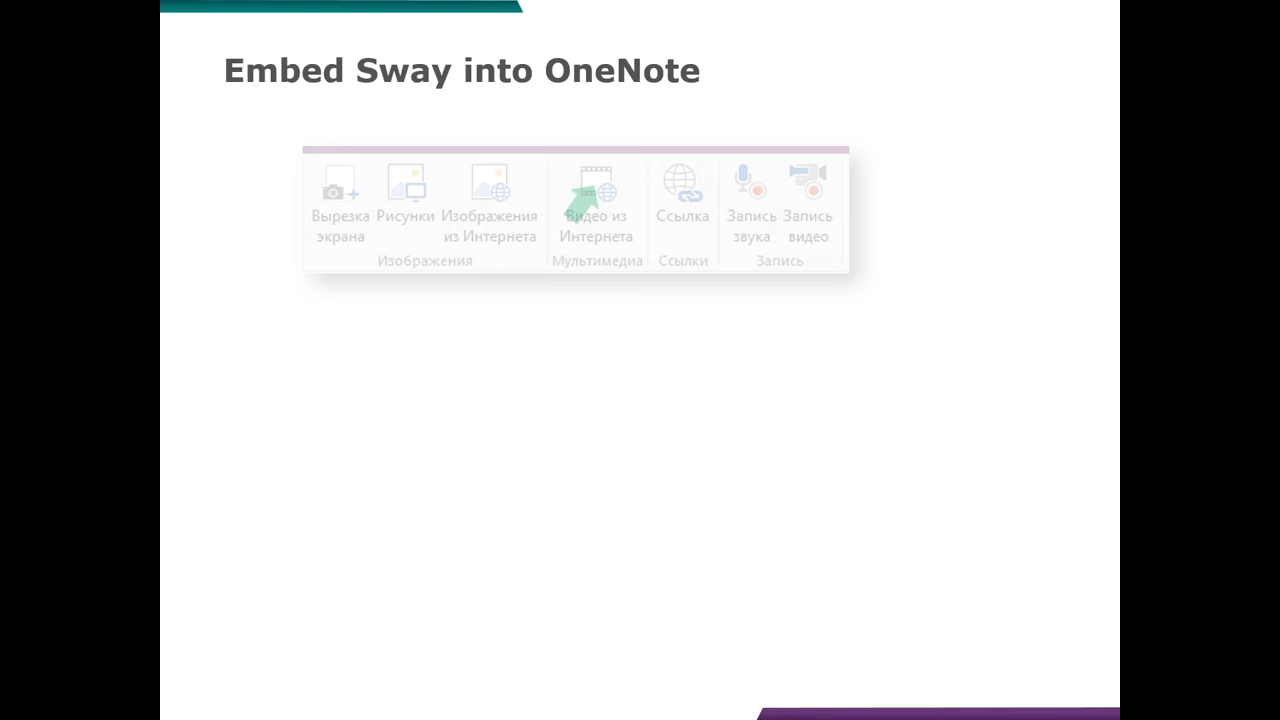 Embed Sway into OneNote
Вырезка экрана
Рисунки
Изображения из Интернета
Видео из Интернета
Ссылка
Запись звука
Запись видео
Изображения
Мультимедиа
Ссылки
Запись